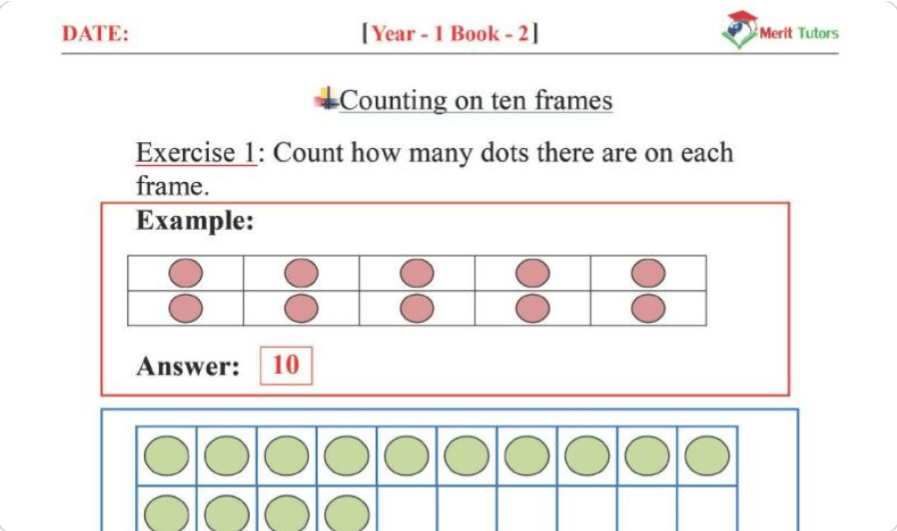 DATE:
[Year - 1 Book - 2]
Merit Tutors
Counting on ten frames
Exercise 1: Count how many dots there are on each
frame.
Example:
Answer: 10